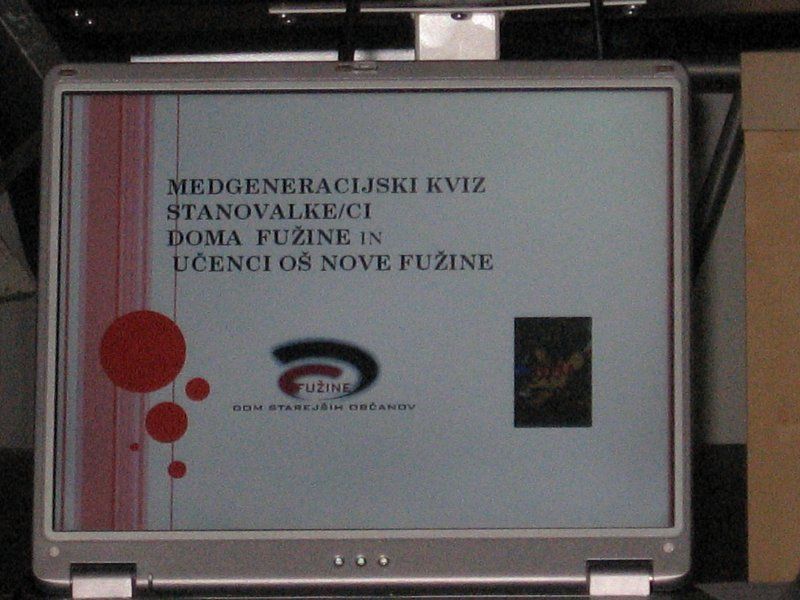 MEDGENERACIJSKI KVIZ
STANOVALKE/CI
DOMA FUŽINE IN
UČENCI OŠ NOVE FUŽINE
FUŽINE
DOM STAREJŠIH OBČANOV